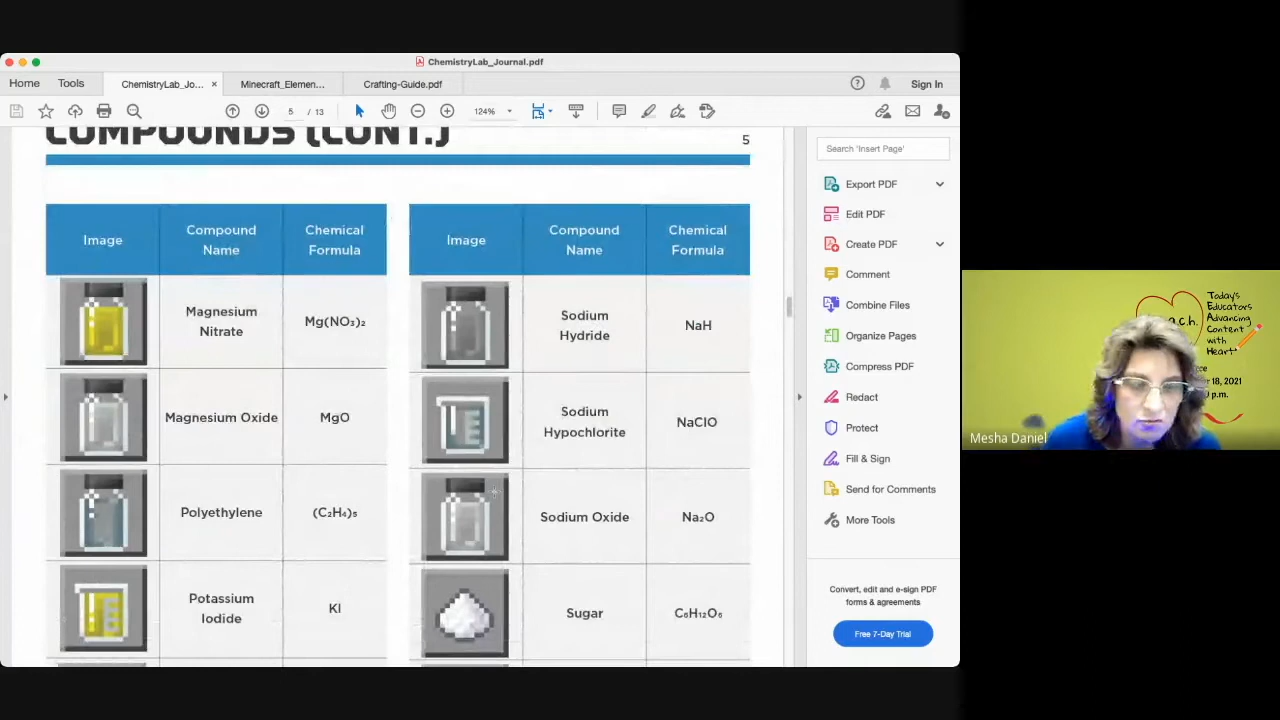 ChemistryLab_Journal.pdf
Home
Tools
ChemistryLab_Jo... ×
Minecraft_Elemen...
Crafting-Guide.pdf
Sign In
5 / 13
124%
COMPOUNDS (CONT.)
5
Image
Compound
Name
Chemical
Formula
Magnesium
Nitrate
Mg(NO₃)₂
Magnesium Oxide
MgO
Polyethylene
(C₂H₄)₅
Potassium
Iodide
KI
Image
Compound
Name
Chemical
Formula
Sodium
Hydride
NaH
Sodium
Hypochlorite
NaClO
Sodium Oxide
Na₂O
Sugar
C₆H₁₂O₆
Search 'Insert Page'
Export PDF
Edit PDF
Create PDF
Comment
Combine Files
Organize Pages
Compress PDF
Redact
Protect
Fill & Sign
Send for Comments
More Tools
Convert, edit and e-sign PDF
forms & agreements
Free 7-Day Trial
Today's
Educators
Advancing
Content
with
Heart
18, 2021
p.m.
Mesha Daniel